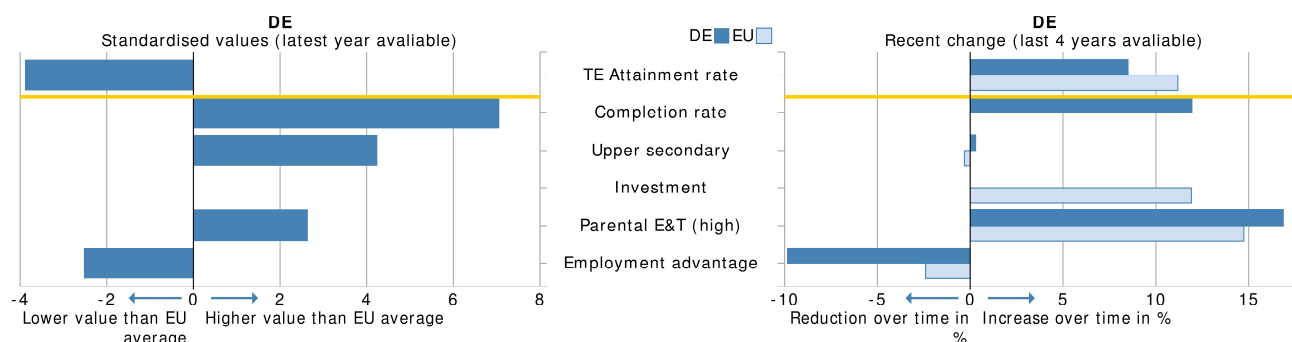 DE
Standardised values (latest year avaliable)
DE EU
DE
Recent change (last 4 years avaliable)
TE Attainment rate
Completion rate
Upper secondary
Investment
Parental E&T (high)
Employment advantage
-4 -2 0 2 4 6 8
Lower value than EU
average
Higher value than EU average
-10 -5 0 5 10 15
Reduction over time in
%
Increase over time in %